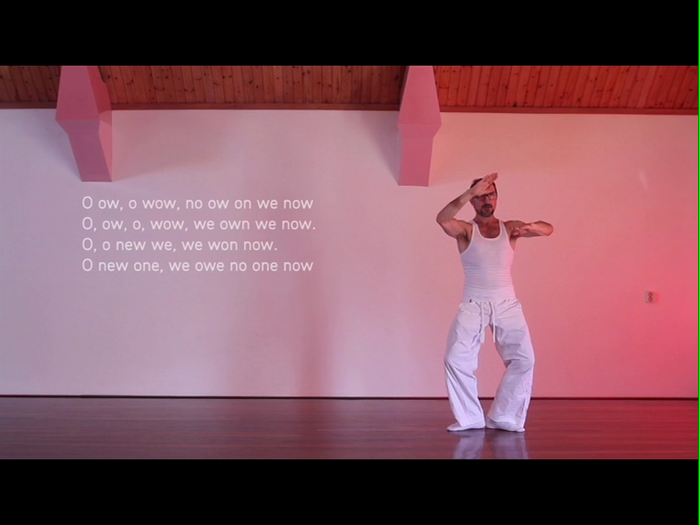 O ow, o wow, no ow on we now
O, ow, o, wow, we own we now.
O, o new we, we won now.
O new one, we owe no one now